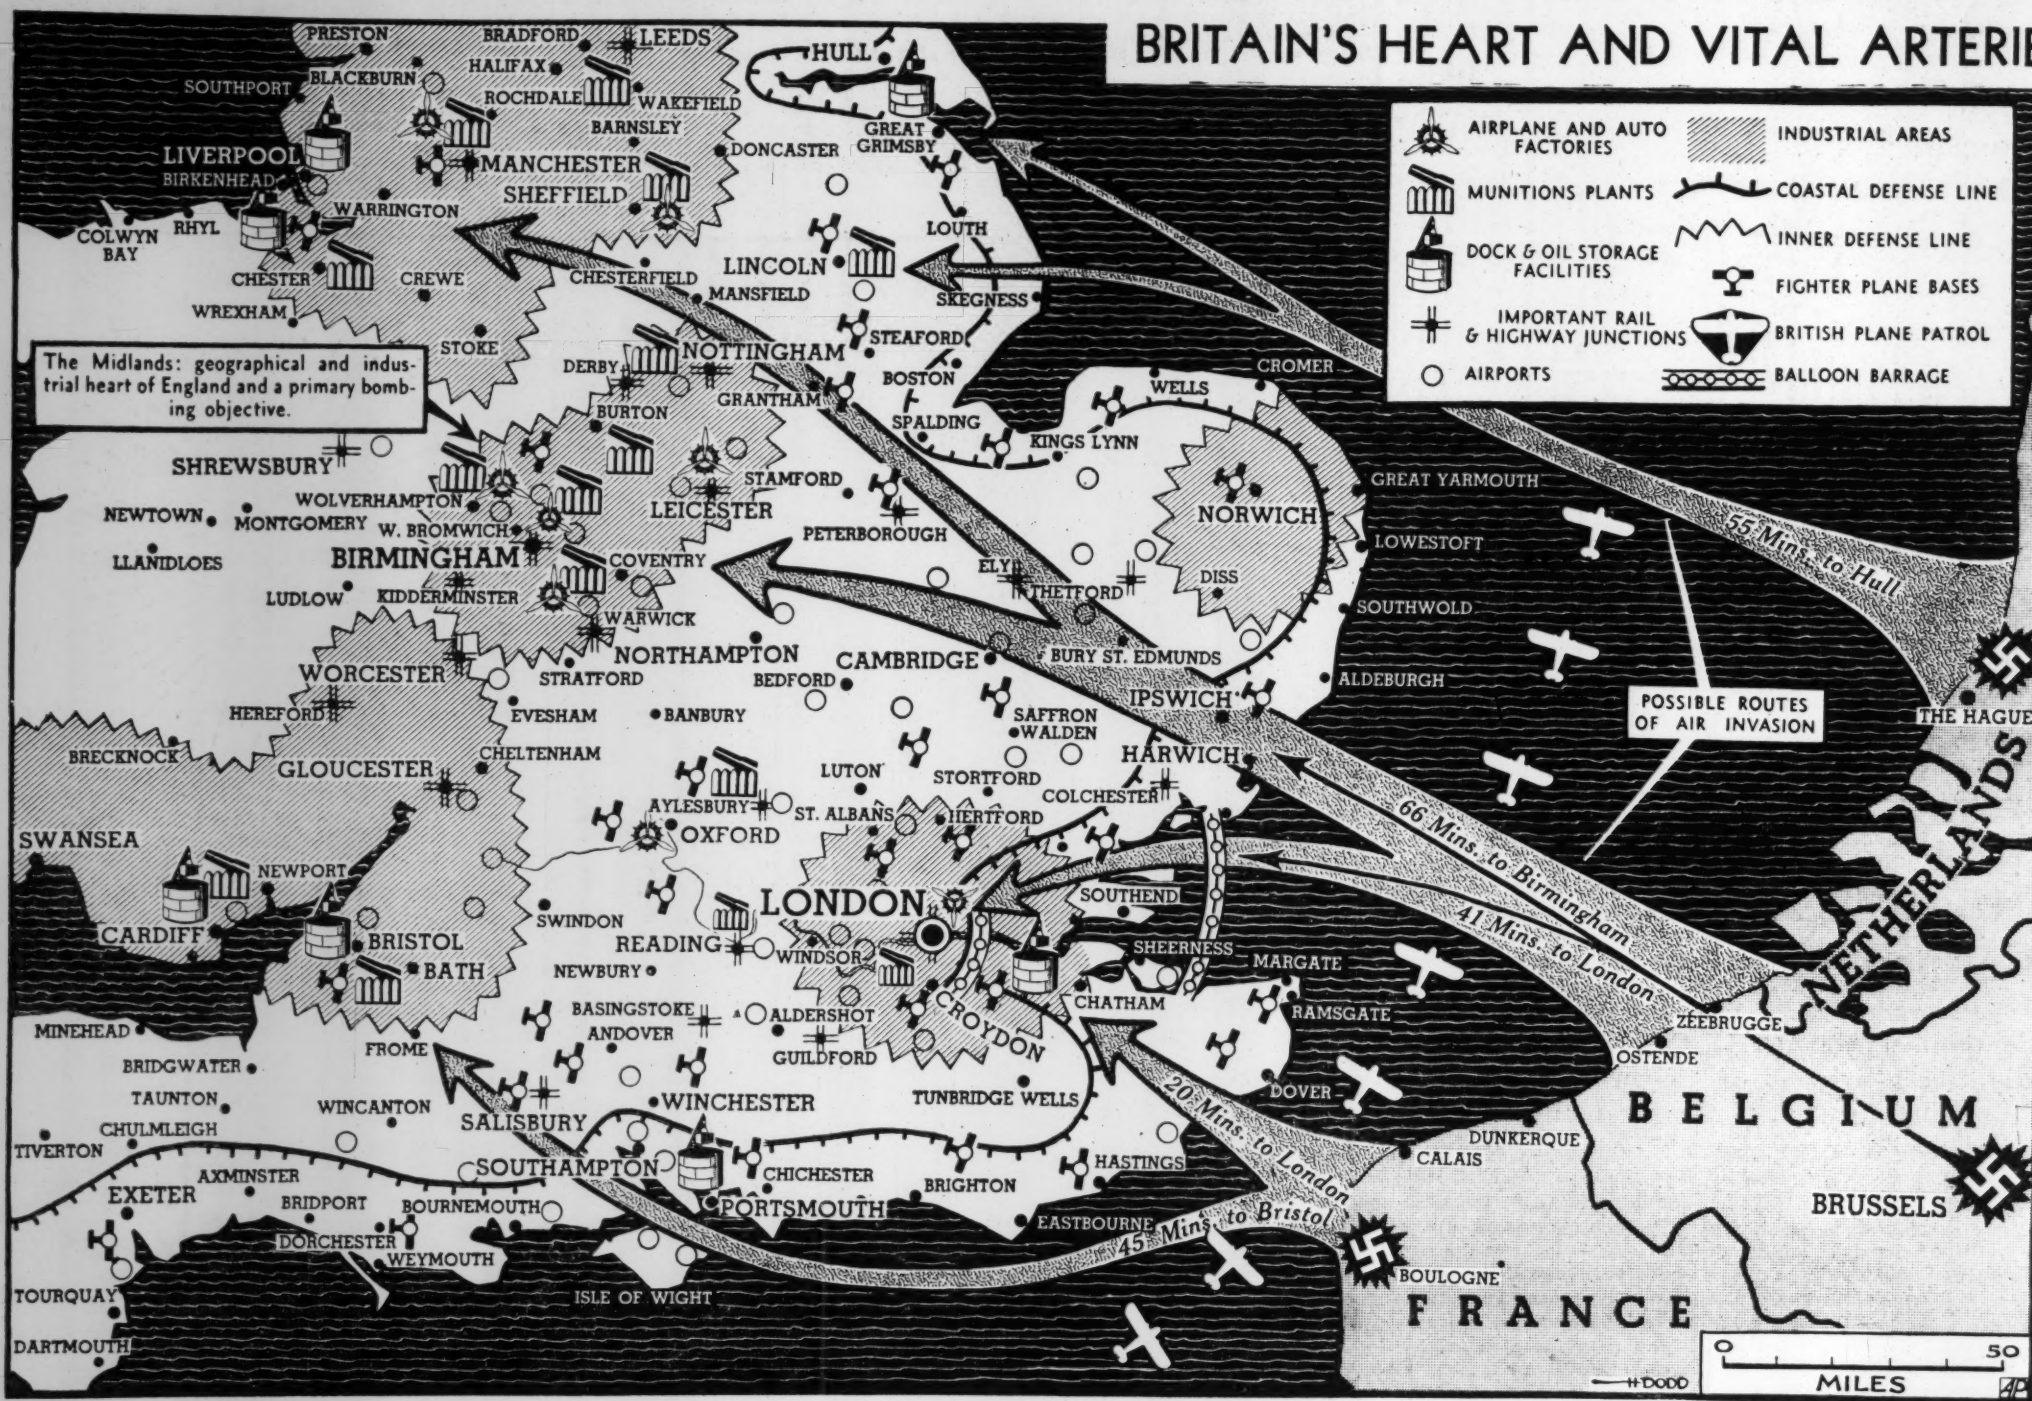 BRITAIN'S HEART AND VITAL ARTERIE
AIRPLANE AND AUTO
FACTORIES
MUNITIONS PLANTS
DOCK & OIL STORAGE
FACILITIES
IMPORTANT RAIL
& HIGHWAY JUNCTIONS
AIRPORTS
INDUSTRIAL AREAS
COASTAL DEFENSE LINE
INNER DEFENSE LINE
FIGHTER PLANE BASES
BRITISH PLANE PATROL
BALLOON BARRAGE
PRESTON
BRADFORD
LEEDS
HULL
BLACKBURN
HALIFAX
SOUTHPORT
ROCHDALE
WAKEFIELD
BARNSLEY
GREAT
GRIMSBY
DONCASTER
LIVERPOOL
BIRKENHEAD
MANCHESTER
SHEFFIELD
WARRINGTON
COLWYN
BAY
RHYL
LOUTH
CHESTER
CREWE
CHESTERFIELD
LINCOLN
MANSFIELD
SKEGNESS
WREXHAM
STOKE
STEAFORD
The Midlands: geographical and indus-
trial heart of England and a primary bomb-
ing objective.
DERBY
NOTTINGHAM
BOSTON
CROMER
WELLS
GRANTHAM
BURTON
SPALDING
KINGS LYNN
SHREWSBURY
STAMFORD
GREAT YARMOUTH
WOLVERHAMPTON
LEICESTER
NEWTOWN
MONTGOMERY
W. BROMWICH
PETERBOROUGH
NORWICH
LOWESTOFT
BIRMINGHAM
COVENTRY
LLANIDLOES
ELY
THETFORD
DISS
LUDLOW
KIDDERMINSTER
WARWICK
SOUTHWOLD
55 Mins. to Hull
WORCESTER
NORTHAMPTON
CAMBRIDGE
BURY ST. EDMUNDS
STRATFORD
BEDFORD
ALDEBURGH
IPSWICH
HEREFORD
EVESHAM
BANBURY
SAFFRON
WALDEN
POSSIBLE ROUTES
OF AIR INVASION
THE HAGUE
BRECKNOCK
CHELTENHAM
HARWICH
GLOUCESTER
LUTON
STORTFORD
COLCHESTER
AYLESBURY
ST. ALBANS
HERTFORD
OXFORD
SWANSEA
NEWPORT
66 Mins. to Birmingham
41 Mins. to London
NETHERLANDS
LONDON
SOUTHEND
SWINDON
CARDIFF
BRISTOL
READING
WINDSOR
SHEERNESS
BATH
NEWBURY
MARGATE
CHATHAM
BASINGSTOKE
ANDOVER
ALDERSHOT
CROYDON
RAMSGATE
ZEEBRUGGE
MINEHEAD
FROME
GUILDFORD
OSTENDE
BRIDGWATER
TAUNTON
WINCANTON
WINCHESTER
TUNBRIDGE WELLS
DOVER
20 Mins. to London
BELGIUM
SALISBURY
CHULMLEIGH
TIVERTON
DUNKERQUE
CALAIS
AXMINSTER
SOUTHAMPTON
CHICHESTER
HASTINGS
EXETER
BRIDPORT
BOURNEMOUTH
PORTSMOUTH
BRIGHTON
BRUSSELS
EASTBOURNE
45 Mins. to Bristol
DORCHESTER
WEYMOUTH
BOULOGNE
TOURQUAY
ISLE OF WIGHT
FRANCE
DARTMOUTH
0 50
MILES
H DODD
AP